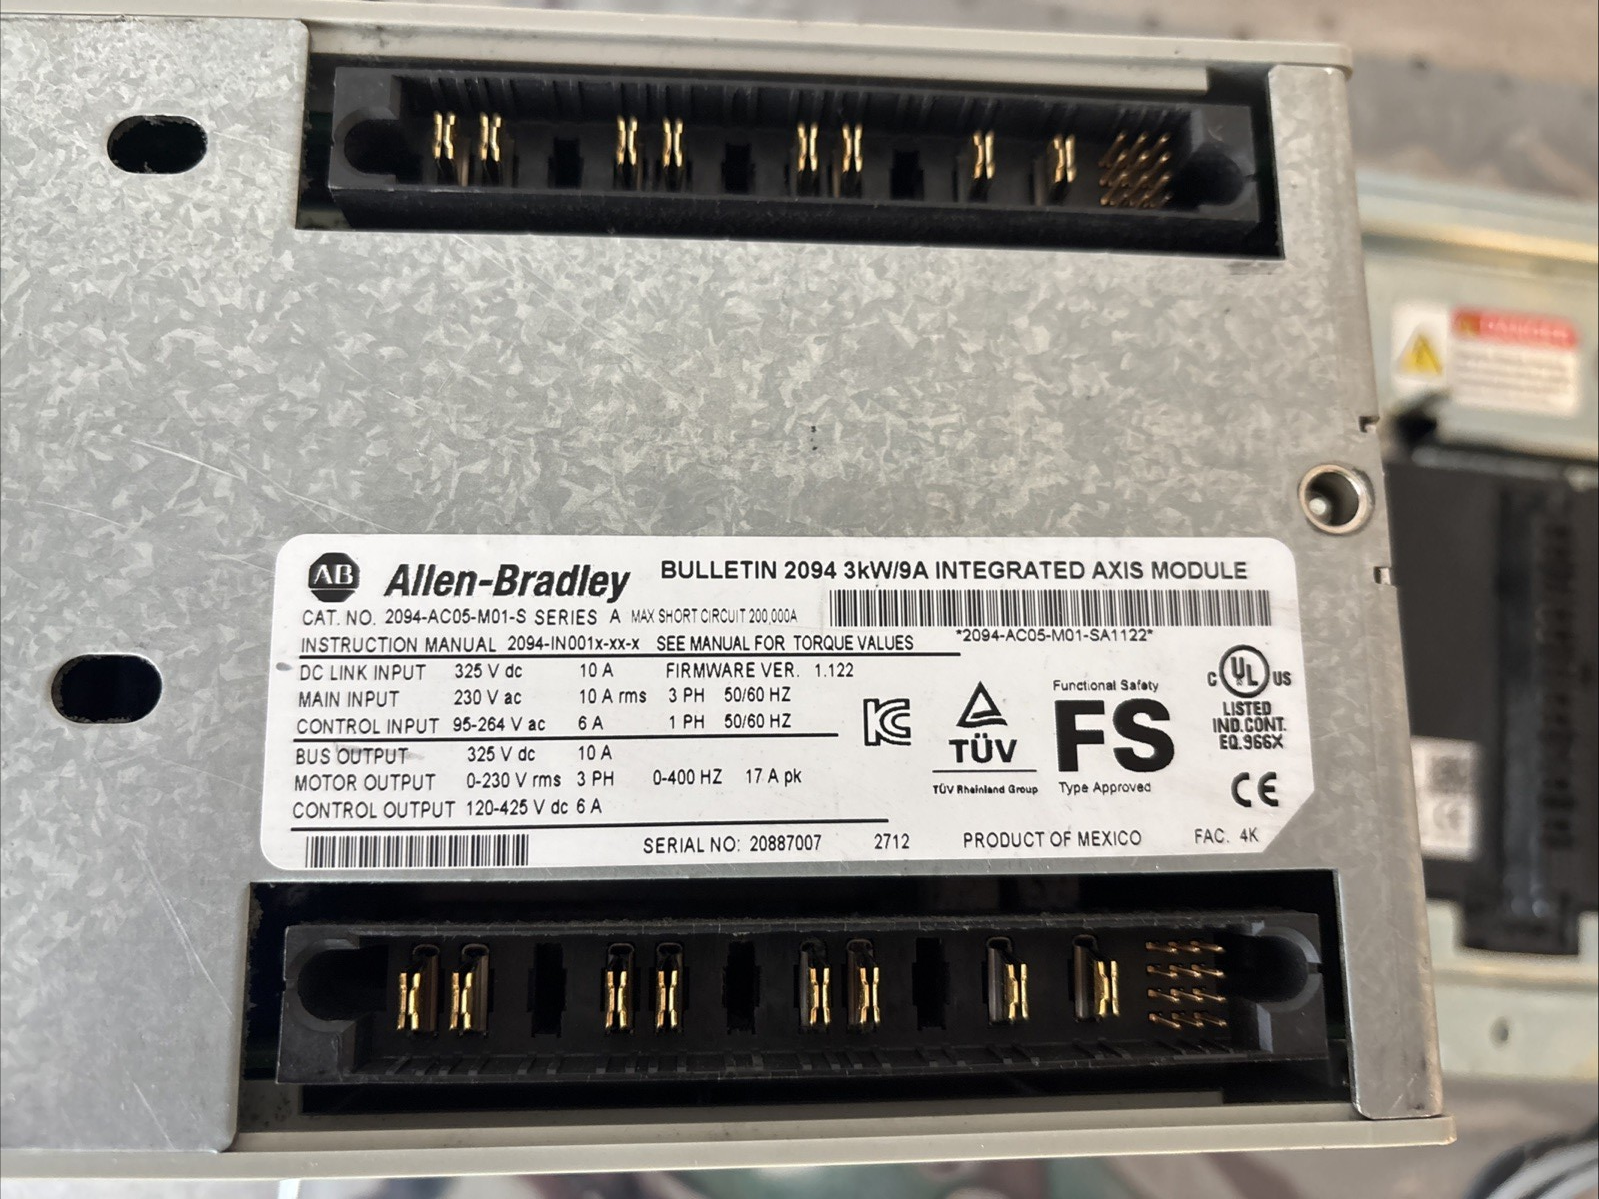 AB Allen-Bradley BULLETIN 2094 3kW/9A INTEGRATED AXIS MODULE
CAT. NO. 2094-AC05-M01-S SERIES A MAX SHORT CIRCUIT 200,000A
INSTRUCTION MANUAL 2094-IN001x-xx-x SEE MANUAL FOR TORQUE VALUES
*2094-AC05-M01-SA1122*
DC LINK INPUT 325 V dc 10 A FIRMWARE VER. 1.122
MAIN INPUT 230 V ac 10 A rms 3 PH 50/60 HZ
CONTROL INPUT 95-264 V ac 6 A 1 PH 50/60 HZ
BUS OUTPUT 325 V dc 10 A
MOTOR OUTPUT 0-230 V rms 3 PH 0-400 HZ 17 A pk
CONTROL OUTPUT 120-425 V dc 6 A
KC
TÜV
TÜV Rheinland Group
Functional Safety
FS
Type Approved
C UL US
LISTED
IND.CONT.
EQ.966X
CE
SERIAL NO: 20887007 2712 PRODUCT OF MEXICO FAC. 4K
DANGER